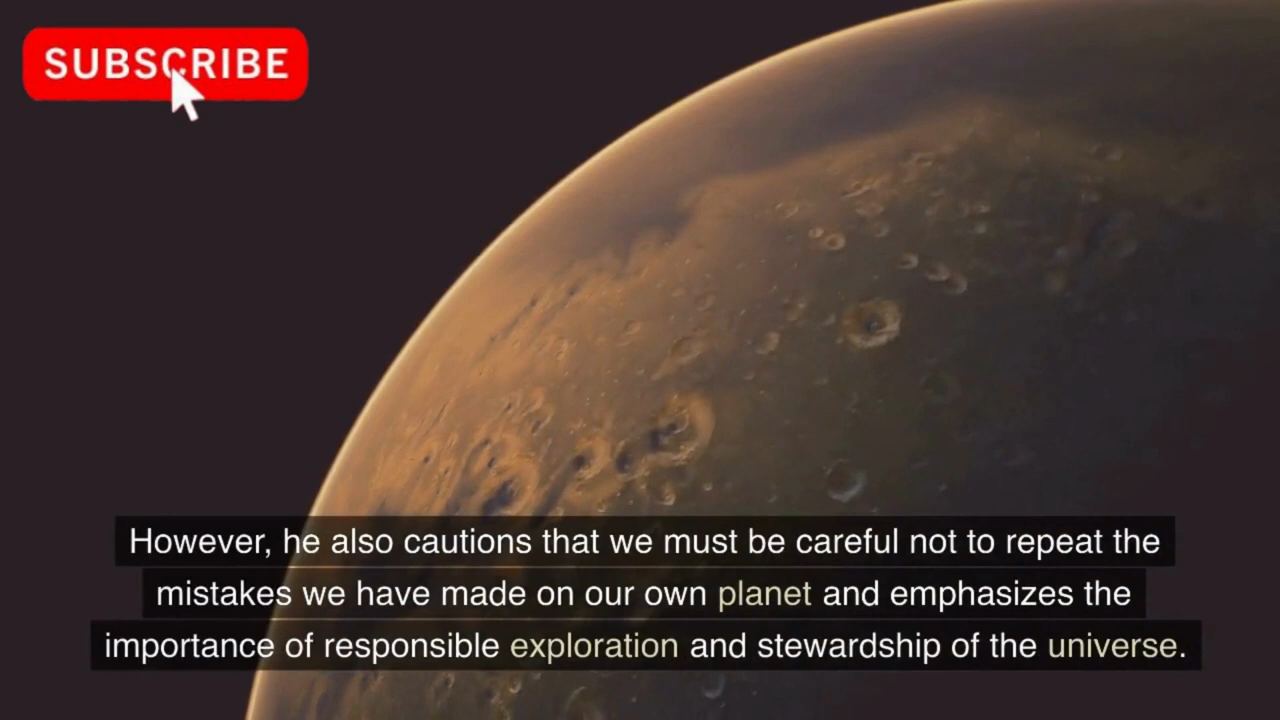 SUBSCRIBE
However, he also cautions that we must be careful not to repeat the
mistakes we have made on our own planet and emphasizes the
importance of responsible exploration and stewardship of the universe.